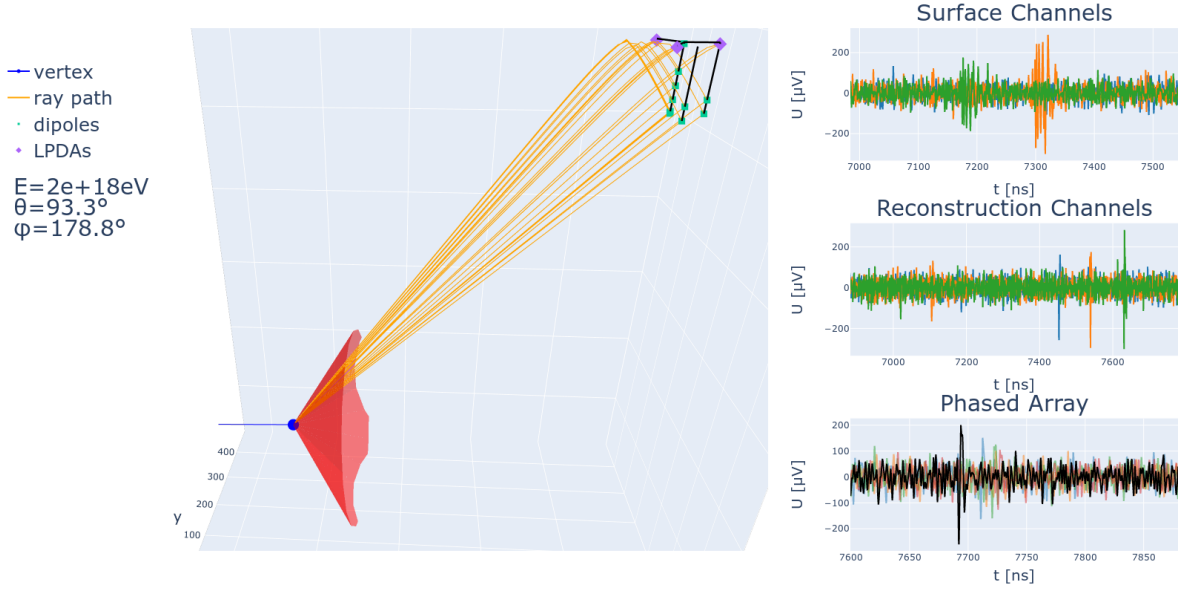 vertex
ray path
dipoles
LPDAs
E=2e+18eV
θ=93.3°
φ=178.8°
400
300
200
100
y
Surface Channels
200
0
−200
U [µV]
7000
7100
7200
7300
7400
7500
t [ns]
Reconstruction Channels
200
0
−200
U [µV]
7000
7200
7400
7600
t [ns]
Phased Array
200
100
0
−100
−200
U [µV]
7600
7650
7700
7750
7800
7850
t [ns]